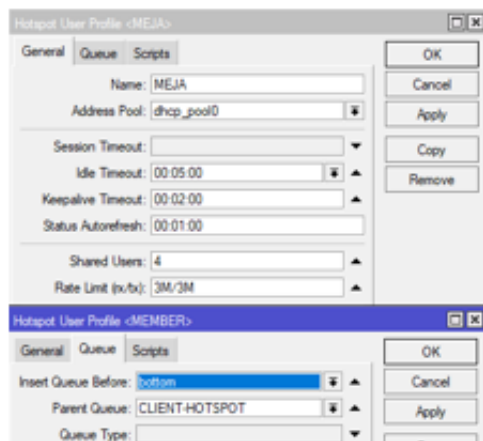 Hotspot User Profile <MEJA>
General Queue Scripts OK
Name: MEJA Cancel
Address Pool: dhcp_pool0 Apply
Session Timeout: Copy
Idle Timeout: 00:05:00 Remove
Keepalive Timeout: 00:02:00
Status Autorefresh: 00:01:00
Shared Users: 4
Rate Limit (rx/tx): 3M/3M
Hotspot User Profile <MEMBER>
General Queue Scripts OK
Insert Queue Before: bottom Cancel
Parent Queue: CLIENT-HOTSPOT Apply
Queue Type: